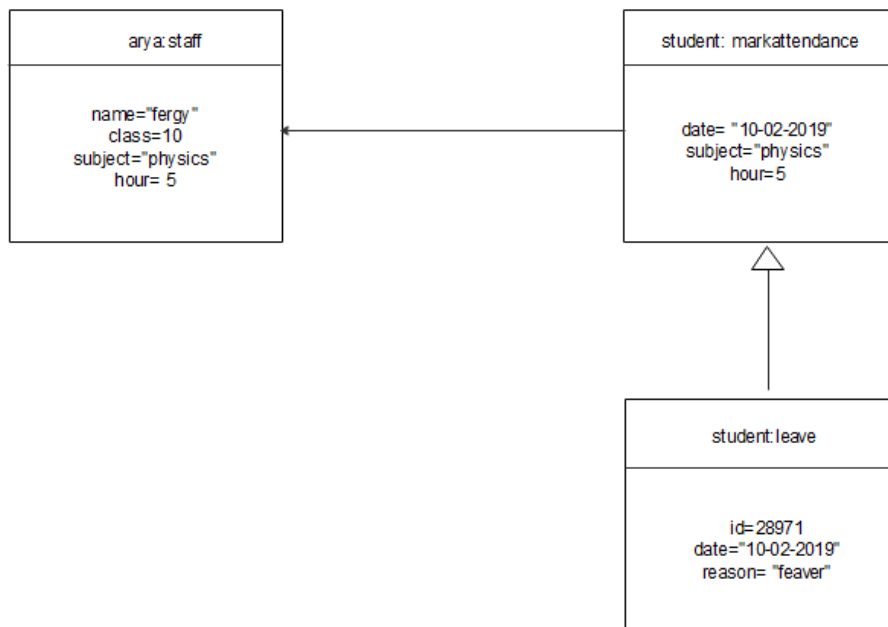 arya:staff
name="fergy"
class=10
subject="physics"
hour= 5
student: markattendance
date= "10-02-2019"
subject="physics"
hour=5
student:leave
id=28971
date="10-02-2019"
reason= "feaver"